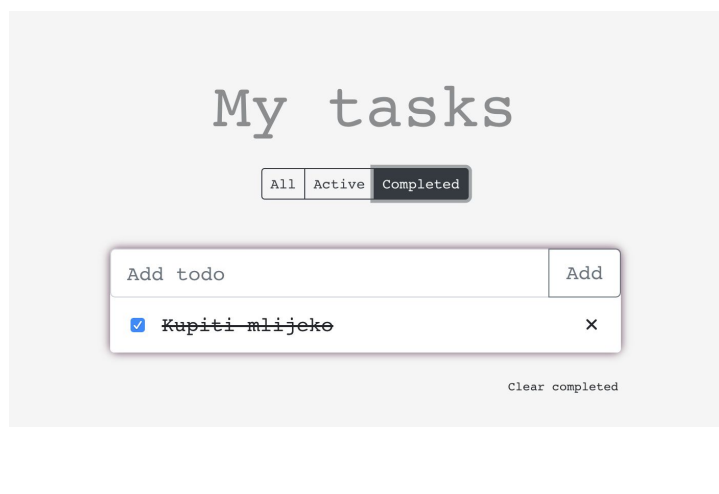 My tasks
All Active Completed
Add todo Add
Kupiti mlijeko
Clear completed